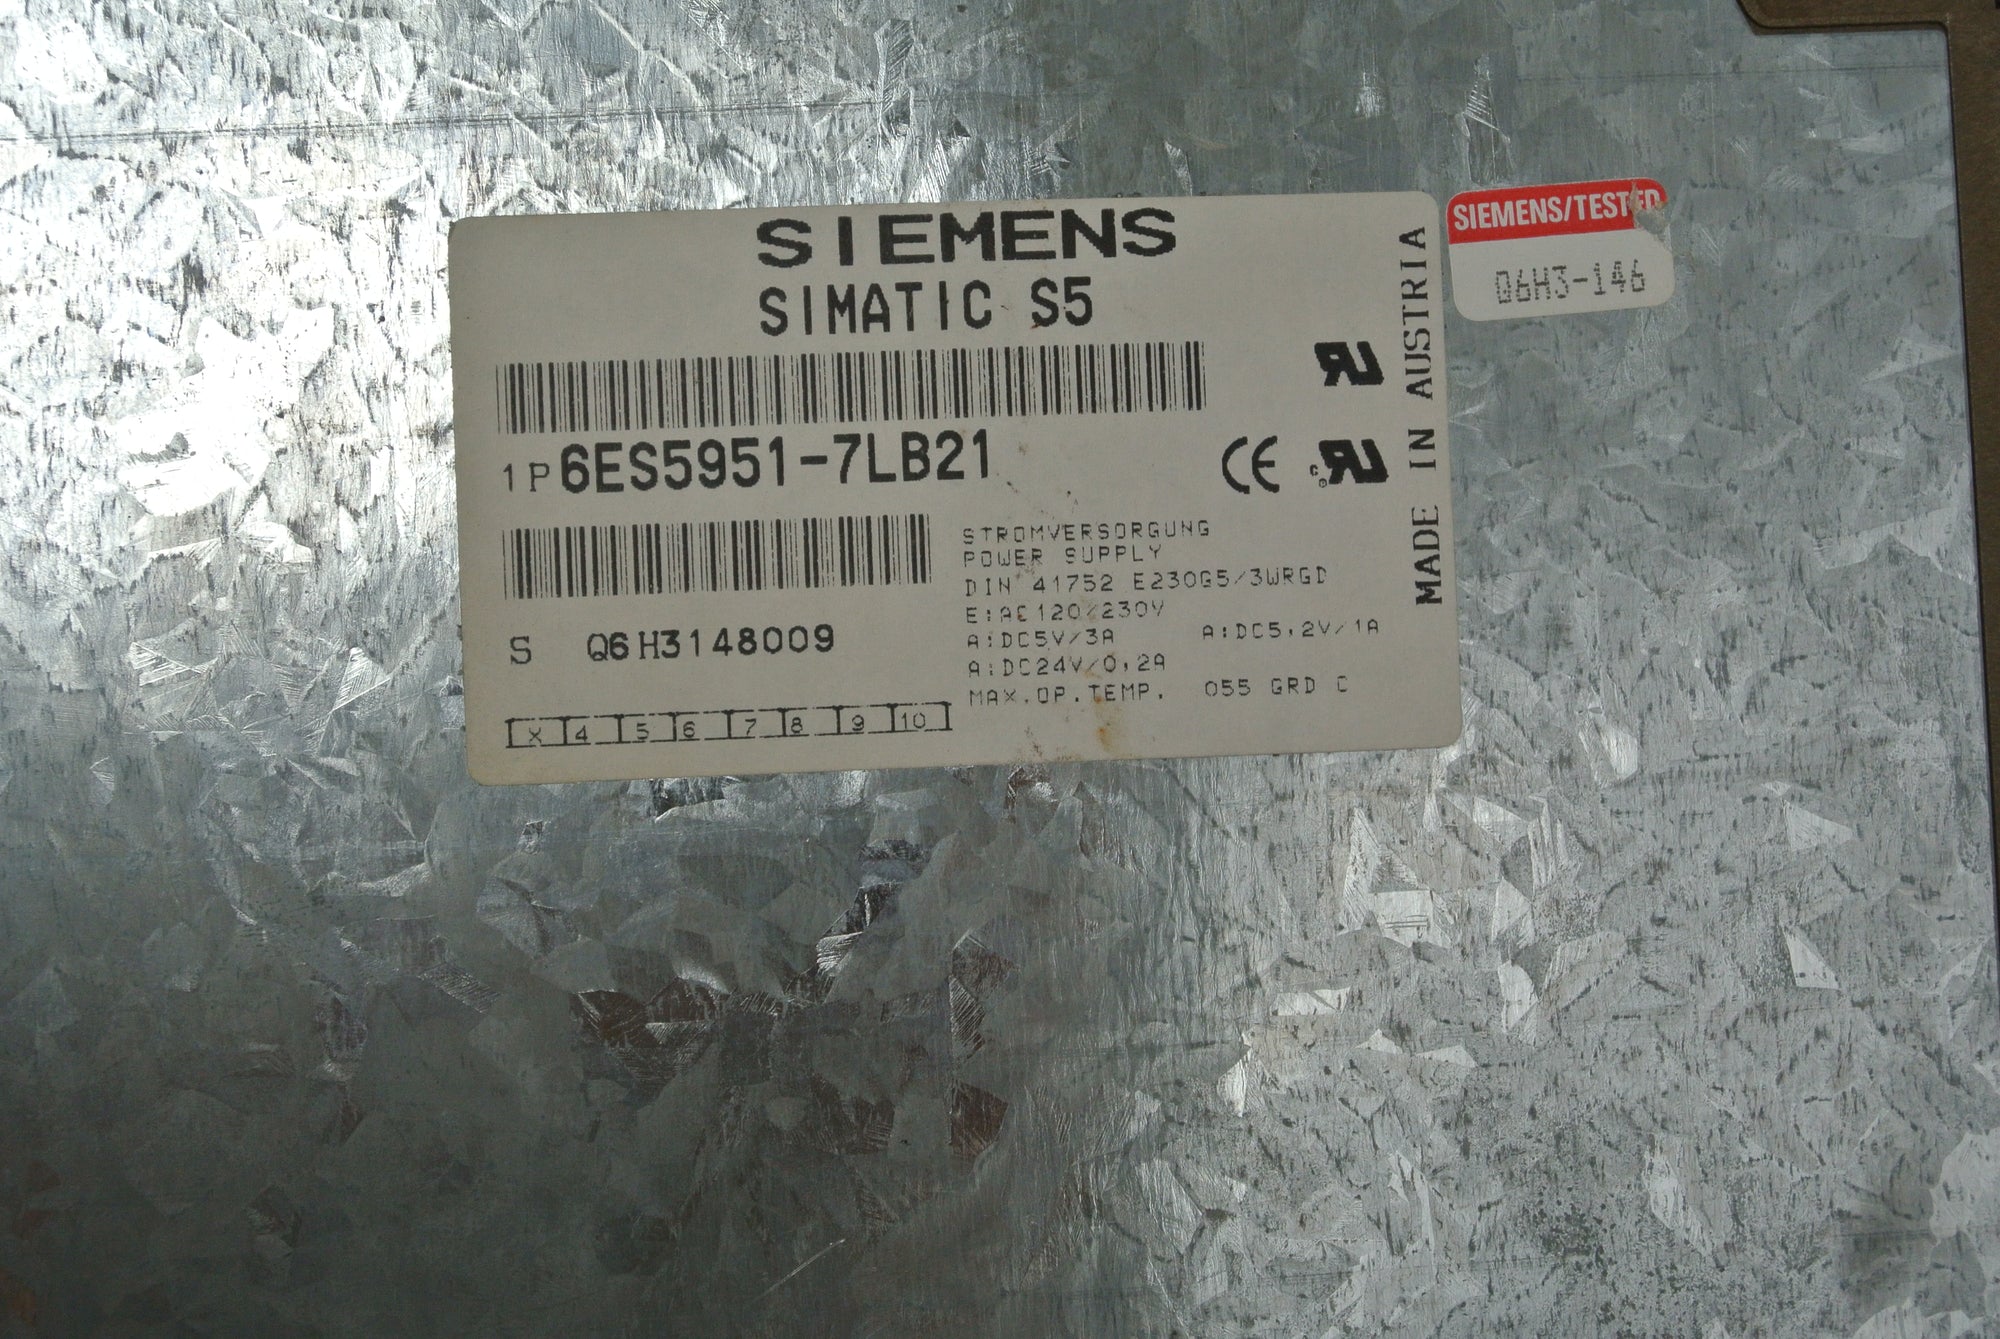 SIEMENS
SIMATIC S5
1P 6ES5951-7LB21
S Q6H3148009
X 4 5 6 7 8 9 10
STROMVERSORGUNG
POWER SUPPLY
DIN 41752 E230G5/3WRGD
E:AC120/230V
A:DC5V/3A A:DC5,2V/1A
A:DC24V/0,2A
MAX.OP.TEMP. 055 GRD C
CE
MADE IN AUSTRIA
SIEMENS/TESTED
Q6H3-146